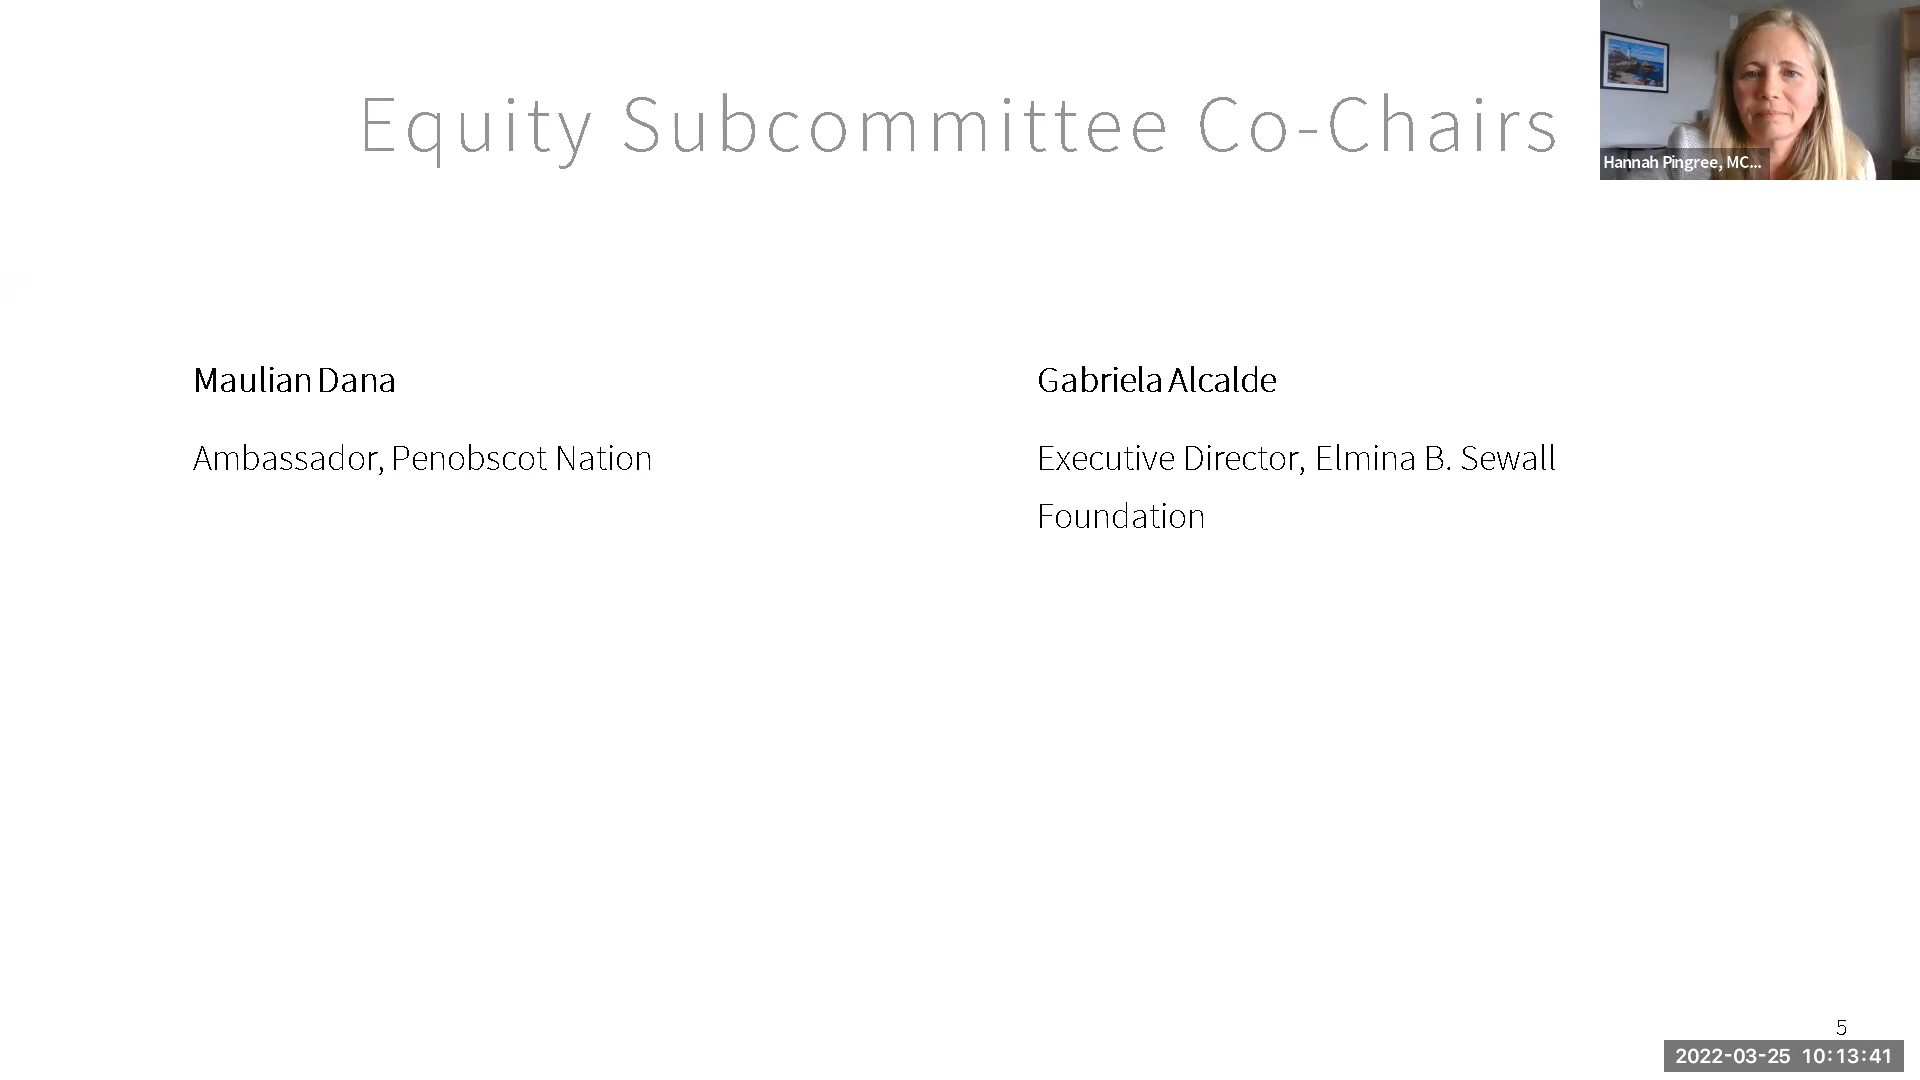 Equity Subcommittee Co-Chairs
Hannah Pingree, MC...
Maulian Dana
Ambassador, Penobscot Nation
Gabriela Alcalde
Executive Director, Elmina B. Sewall
Foundation
5
2022-03-25 10:13:41